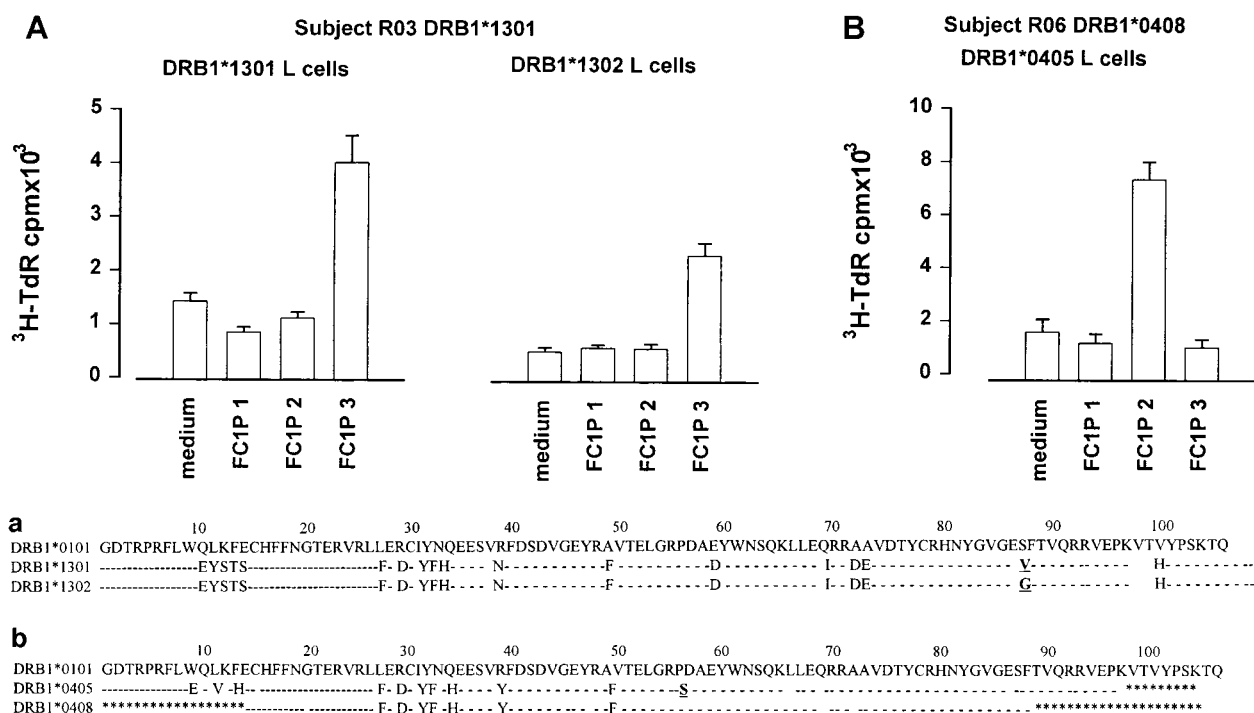 A
Subject R03 DRB1*1301
DRB1*1301 L cells
DRB1*1302 L cells
³H-TdR cpmx10³
5
4
3
2
1
0
medium
FC1P 1
FC1P 2
FC1P 3
medium
FC1P 1
FC1P 2
FC1P 3
B
Subject R06 DRB1*0408
DRB1*0405 L cells
³H-TdR cpmx10³
10
8
6
4
2
0
medium
FC1P 1
FC1P 2
FC1P 3
a
10 20 30 40 50 60 70 80 90 100
DRB1*0101 GDTRPRFLWQLKFECHFFNGTERVRLLERCIYNQEESVRFDSDVGEYRAVTELGRPDAEYWNSQKLLEQRRAAVDTYCRHNYGVGESFTVQRRVEPKVTVYPSKTQ
DRB1*1301 ---------EYSTS-----------F- D- YFH----N---------F---------D----------I--DE------------V------------H------
DRB1*1302 ---------EYSTS-----------F- D- YFH----N---------F---------D----------I--DE------------G------------H------
b
10 20 30 40 50 60 70 80 90 100
DRB1*0101 GDTRPRFLWQLKFECHFFNGTERVRLLERCIYNQEESVRFDSDVGEYRAVTELGRPDAEYWNSQKLLEQRRAAVDTYCRHNYGVGESFTVQRRVEPKVTVYPSKTQ
DRB1*0405 --------E- V-H------------F- D- YF- H----Y---------F------S---------------------------------------********
DRB1*0408 **************------------F- D- YF- H----Y---------F--------------------------------------*****************